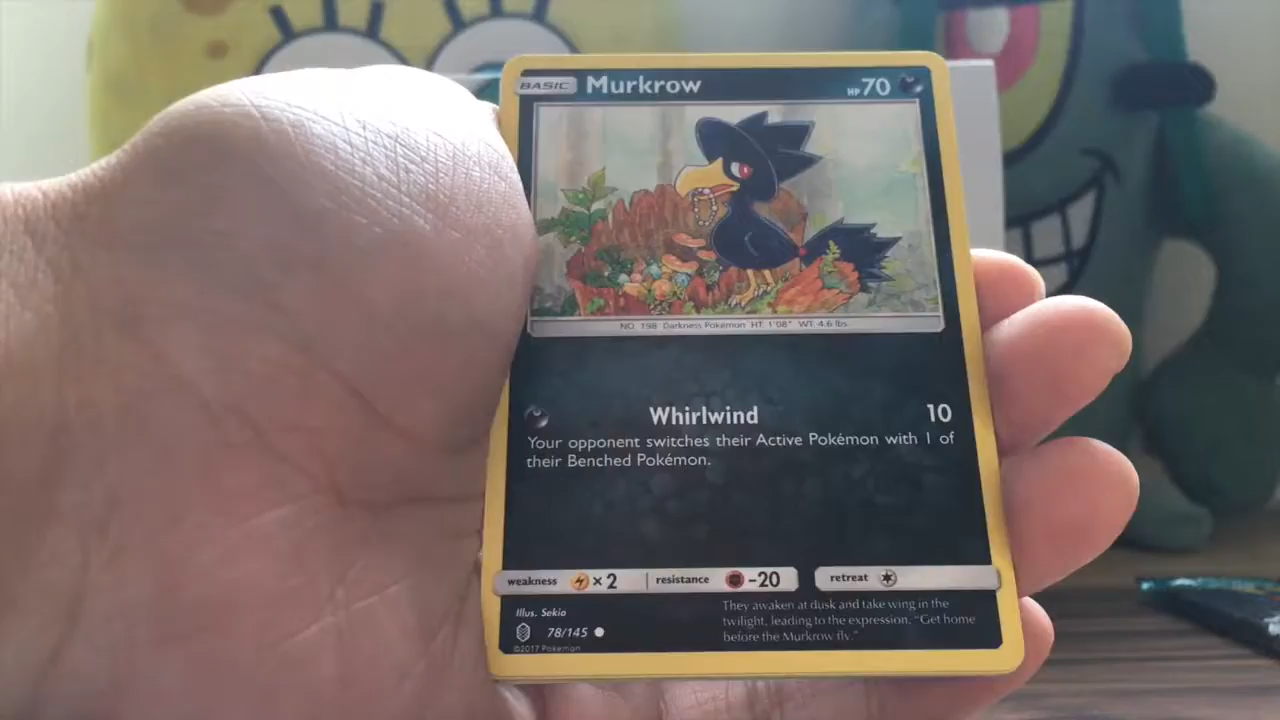 BASIC Murkrow HP 70
NO. 198 Darkness Pokémon HT: 1'08" WT: 4.6 lbs
Whirlwind 10
Your opponent switches their Active Pokémon with 1 of
their Benched Pokémon.
weakness ×2 resistance -20 retreat
Illus. Sekio
78/145
©2017 Pokémon
They awaken at dusk and take wing in the
twilight, leading to the expression, "Get home
before the Murkrow fly."